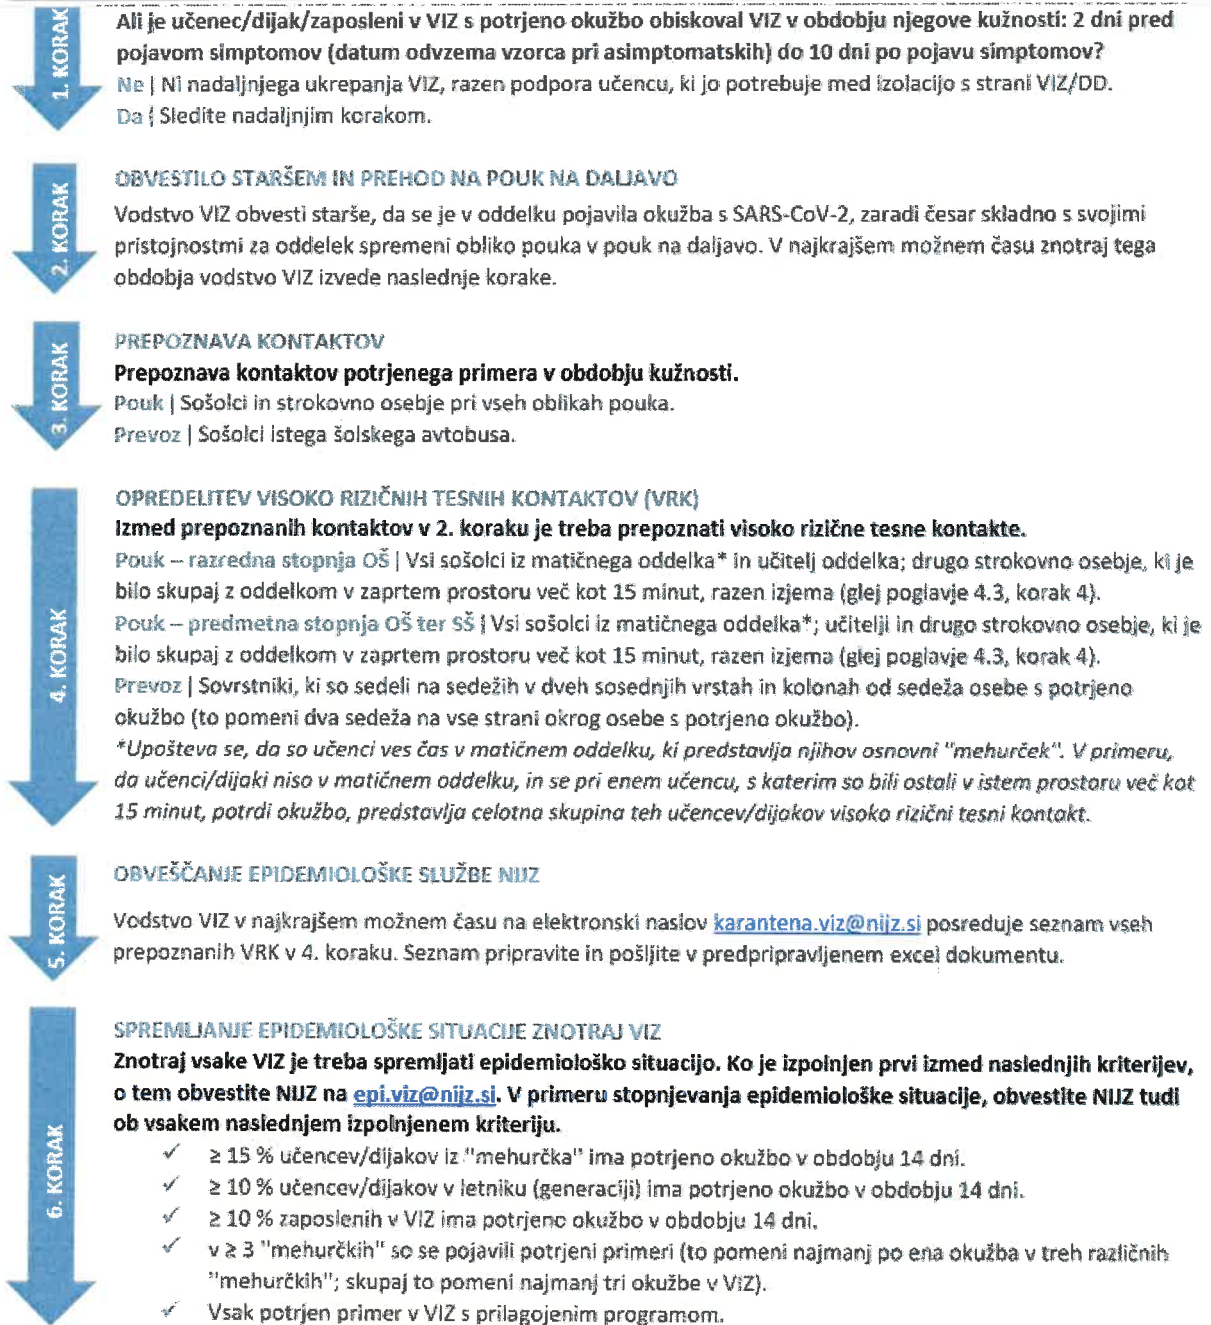 1. KORAK
Ali je učenec/dijak/zaposleni v VIZ s potrjeno okužbo obiskoval VIZ v obdobju njegove kužnosti: 2 dni pred
pojavom simptomov (datum odvzema vzorca pri asimptomatskih) do 10 dni po pojavu simptomov?
Ne | Ni nadaljnjega ukrepanja VIZ, razen podpora učencu, ki jo potrebuje med izolacijo s strani VIZ/DD.
Da | Sledite nadaljnjim korakom.
2. KORAK
OBVESTILO STARŠEM IN PREHOD NA POUK NA DALJAVO
Vodstvo VIZ obvesti starše, da se je v oddelku pojavila okužba s SARS-CoV-2, zaradi česar skladno s svojimi
pristojnostmi za oddelek spremeni obliko pouka v pouk na daljavo. V najkrajšem možnem času znotraj tega
obdobja vodstvo VIZ izvede naslednje korake.
3. KORAK
PREPOZNAVA KONTAKTOV
Prepoznava kontaktov potrjenega primera v obdobju kužnosti.
Pouk | Sošolci in strokovno osebje pri vseh oblikah pouka.
Prevoz | Sošolci istega šolskega avtobusa.
4. KORAK
OPREDELITEV VISOKO RIZIČNIH TESNIH KONTAKTOV (VRK)
Izmed prepoznanih kontaktov v 2. koraku je treba prepoznati visoko rizične tesne kontakte.
Pouk – razredna stopnja OŠ | Vsi sošolci iz matičnega oddelka* in učitelj oddelka; drugo strokovno osebje, ki je
bilo skupaj z oddelkom v zaprtem prostoru več kot 15 minut, razen izjema (glej poglavje 4.3, korak 4).
Pouk – predmetna stopnja OŠ ter SŠ | Vsi sošolci iz matičnega oddelka*; učitelji in drugo strokovno osebje, ki je
bilo skupaj z oddelkom v zaprtem prostoru več kot 15 minut, razen izjema (glej poglavje 4.3, korak 4).
Prevoz | Sovrstniki, ki so sedeli na sedežih v dveh sosednjih vrstah in kolonah od sedeža osebe s potrjeno
okužbo (to pomeni dva sedeža na vse strani okrog osebe s potrjeno okužbo).
*Upošteva se, da so učenci ves čas v matičnem oddelku, ki predstavlja njihov osnovni "mehurček". V primeru,
da učenci/dijaki niso v matičnem oddelku, in se pri enem učencu, s katerim so bili ostali v istem prostoru več kot
15 minut, potrdi okužba, predstavlja celotna skupina teh učencev/dijakov visoko rizični tesni kontakt.
5. KORAK
OBVEŠČANJE EPIDEMIOLOŠKE SLUŽBE NIJZ
Vodstvo VIZ v najkrajšem možnem času na elektronski naslov karantena.viz@nijz.si posreduje seznam vseh
prepoznanih VRK v 4. koraku. Seznam pripravite in pošljite v predpripravljenem excel dokumentu.
6. KORAK
SPREMLJANJE EPIDEMIOLOŠKE SITUACIJE ZNOTRAJ VIZ
Znotraj vsake VIZ je treba spremljati epidemiološko situacijo. Ko je izpolnjen prvi izmed naslednjih kriterijev,
o tem obvestite NIJZ na epi.viz@nijz.si. V primeru stopnjevanja epidemiološke situacije, obvestite NIJZ tudi
ob vsakem naslednjem izpolnjenem kriteriju.
✓ ≥ 15 % učencev/dijakov iz "mehurčka" ima potrjeno okužbo v obdobju 14 dni.
✓ ≥ 10 % učencev/dijakov v letniku (generaciji) ima potrjeno okužbo v obdobju 14 dni.
✓ ≥ 10 % zaposlenih v VIZ ima potrjeno okužbo v obdobju 14 dni.
✓ v ≥ 3 "mehurčkih" so se pojavili potrjeni primeri (to pomeni najmanj po ena okužba v treh različnih
"mehurčkih"; skupaj to pomeni najmanj tri okužbe v VIZ).
✓ Vsak potrjen primer v VIZ s prilagojenim programom.